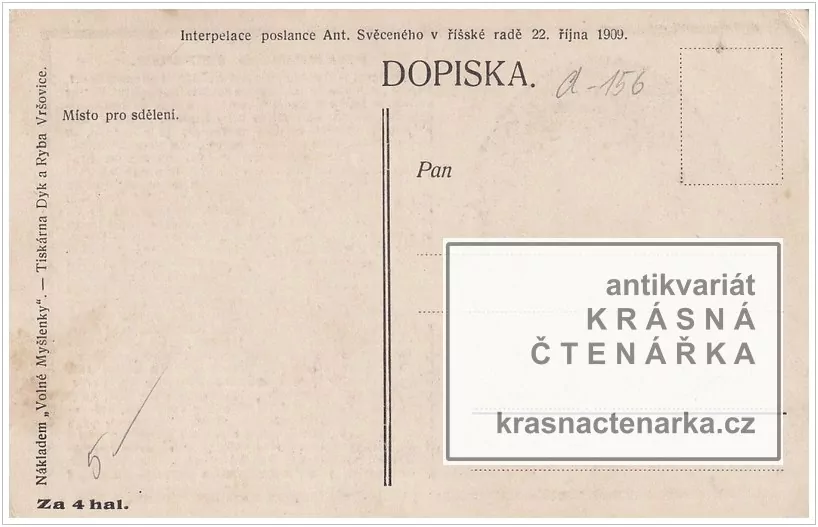 Interpelace poslance Ant. Svěceného v říšské radě 22. října 1909.
DOPISKA.
a-156
Místo pro sdělení.
Pan
Nákladem „Volné Myšlenky“. — Tiskárna Dyk a Ryba Vršovice.
antikvariát
KRÁSNÁ
ČTENÁŘKA
krasnactenarka.cz
5
Za 4 hal.